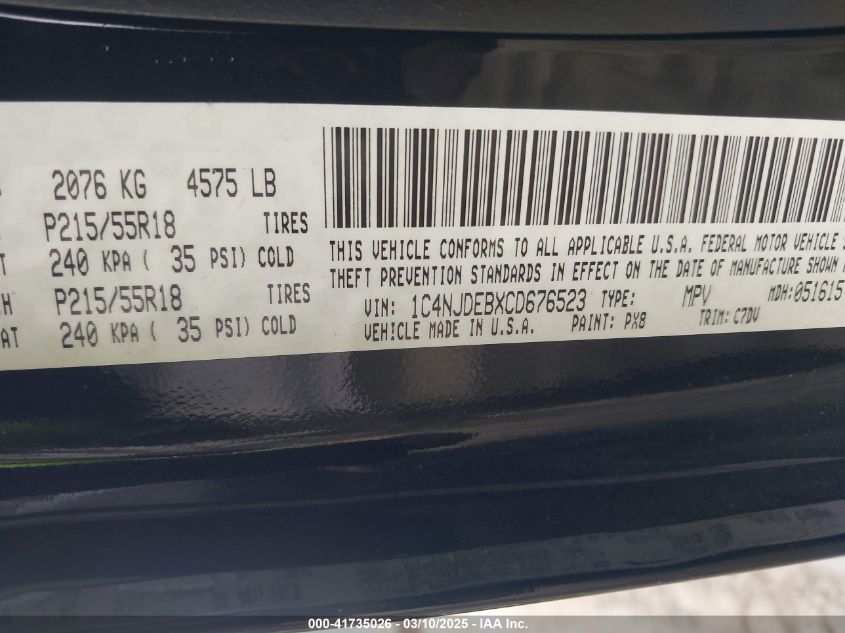 2076 KG 4575 LB
P215/55R18 TIRES
240 KPA ( 35 PSI) COLD
P215/55R18 TIRES
240 KPA ( 35 PSI) COLD
THIS VEHICLE CONFORMS TO ALL APPLICABLE U.S.A. FEDERAL MOTOR VEHICLE
THEFT PREVENTION STANDARDS IN EFFECT ON THE DATE OF MANUFACTURE SHOWN
VIN: 1C4NJDEBXCD676523 TYPE: MPV MDH:051615
VEHICLE MADE IN U.S.A. PAINT: PX8 TRIM: C7DV
000-41735026 - 03/10/2025 - IAA Inc.